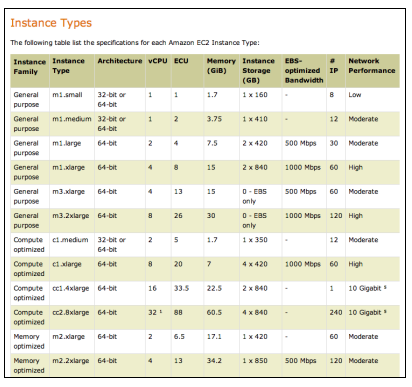 Instance Types
The following table list the specifications for each Amazon EC2 Instance Type:
Instance Family Instance Type Architecture vCPU ECU Memory (GiB) Instance Storage (GB) EBS-optimized Bandwidth # IP Network Performance
General purpose m1.small 32-bit or 64-bit 1 1 1.7 1 x 160 - 8 Low
General purpose m1.medium 32-bit or 64-bit 1 2 3.75 1 x 410 - 12 Moderate
General purpose m1.large 64-bit 2 4 7.5 2 x 420 500 Mbps 30 Moderate
General purpose m1.xlarge 64-bit 4 8 15 2 x 840 1000 Mbps 60 High
General purpose m3.xlarge 64-bit 4 13 15 0 - EBS only 500 Mbps 60 Moderate
General purpose m3.2xlarge 64-bit 8 26 30 0 - EBS only 1000 Mbps 120 High
Compute optimized c1.medium 32-bit or 64-bit 2 5 1.7 1 x 350 - 12 Moderate
Compute optimized c1.xlarge 64-bit 8 20 7 4 x 420 1000 Mbps 60 High
Compute optimized cc1.4xlarge 64-bit 16 33.5 22.5 2 x 840 - 1 10 Gigabit ³
Compute optimized cc2.8xlarge 64-bit 32 ¹ 88 60.5 4 x 840 - 240 10 Gigabit ³
Memory optimized m2.xlarge 64-bit 2 6.5 17.1 1 x 420 - 60 Moderate
Memory optimized m2.2xlarge 64-bit 4 13 34.2 1 x 850 500 Mbps 120 Moderate